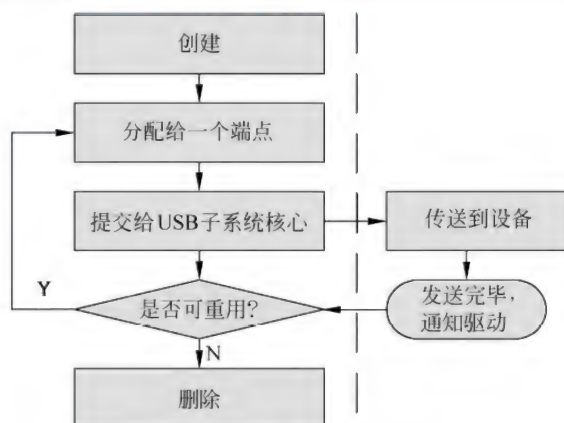 创建
分配给一个端点
提交给USB子系统核心
传送到设备
Y
是否可重用?
发送完毕,
通知驱动
N
删除